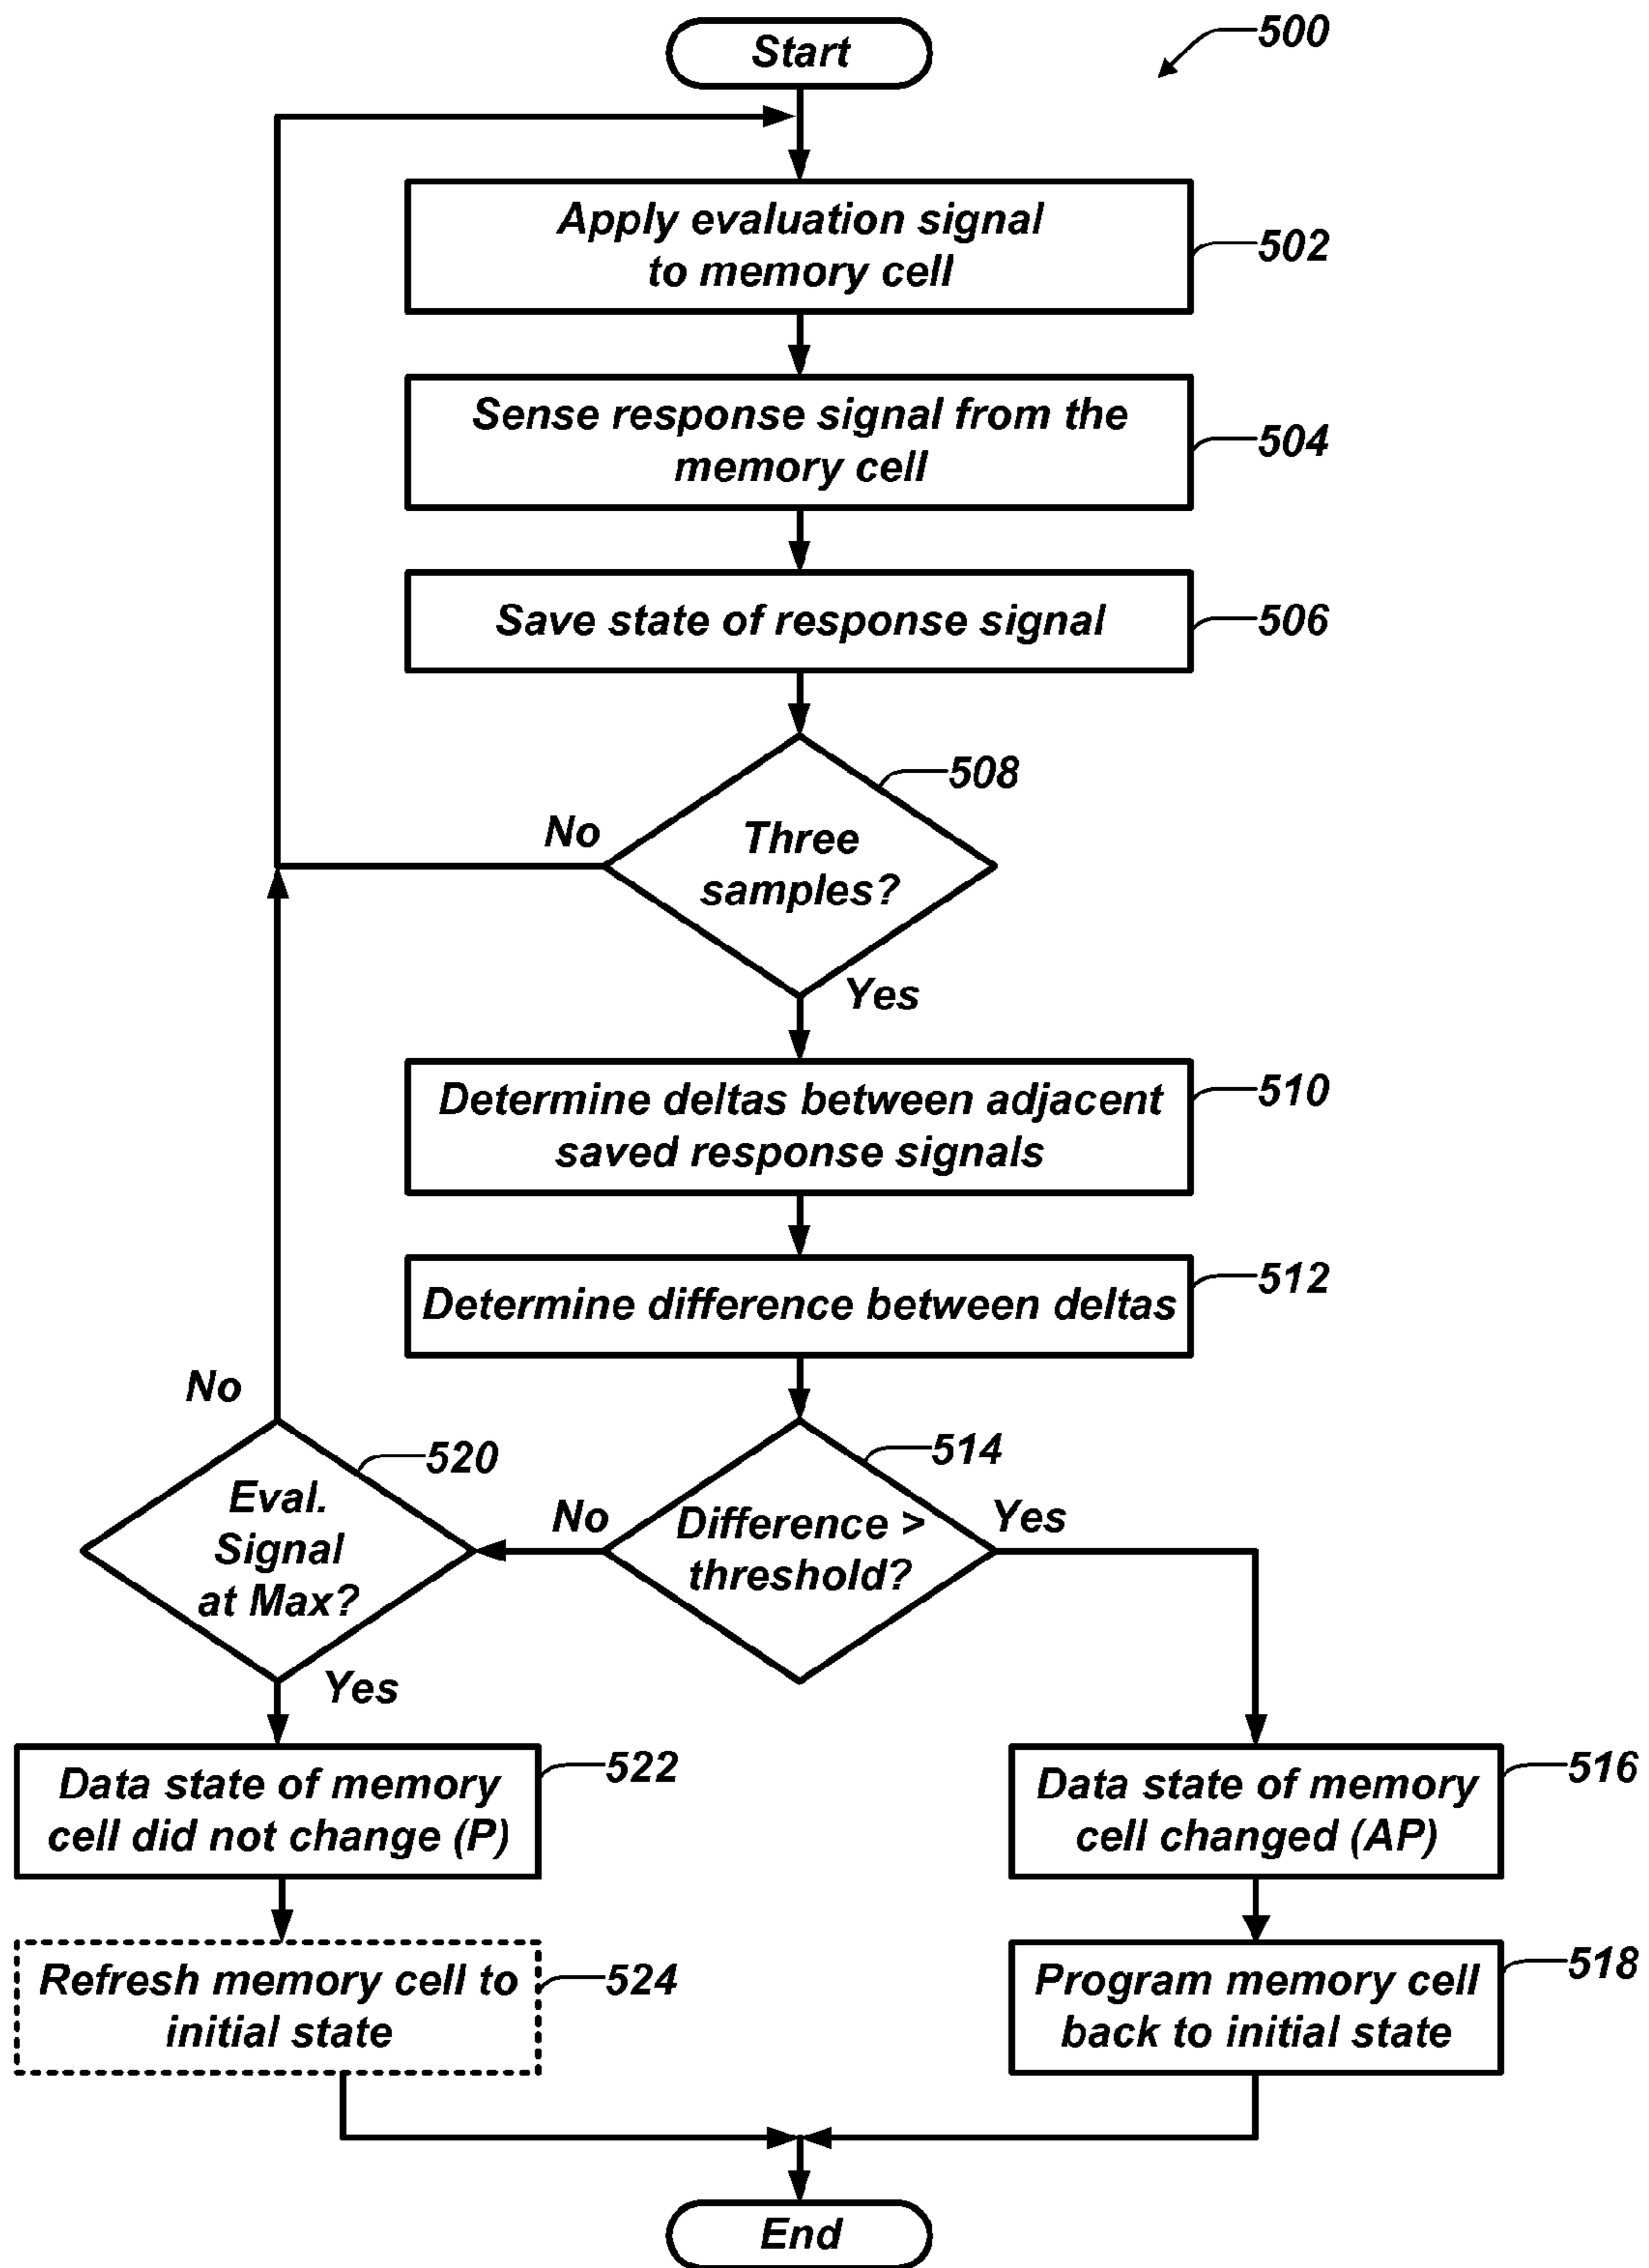 Start
500
Apply evaluation signal
to memory cell
502
Sense response signal from the
memory cell
504
Save state of response signal
506
508
No
Three
samples?
Yes
Determine deltas between adjacent
saved response signals
510
Determine difference between deltas
512
No
520
514
Eval.
Signal
at Max?
No
Difference >
threshold?
Yes
Yes
Data state of memory
cell did not change (P)
522
Data state of memory
cell changed (AP)
516
Refresh memory cell to
initial state
524
Program memory cell
back to initial state
518
End